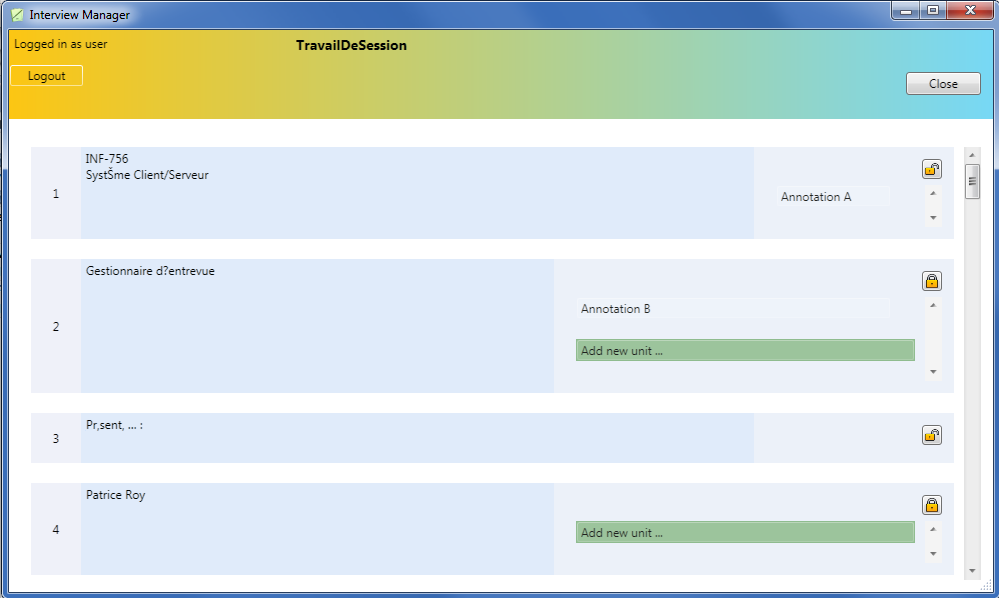 Interview Manager
Logged in as user
TravailDeSession
Logout
Close
1
INF-756
SystŠme Client/Serveur
Annotation A
2
Gestionnaire d?entrevue
Annotation B
Add new unit ...
3
Pr‚sent, ... :
4
Patrice Roy
Add new unit ...